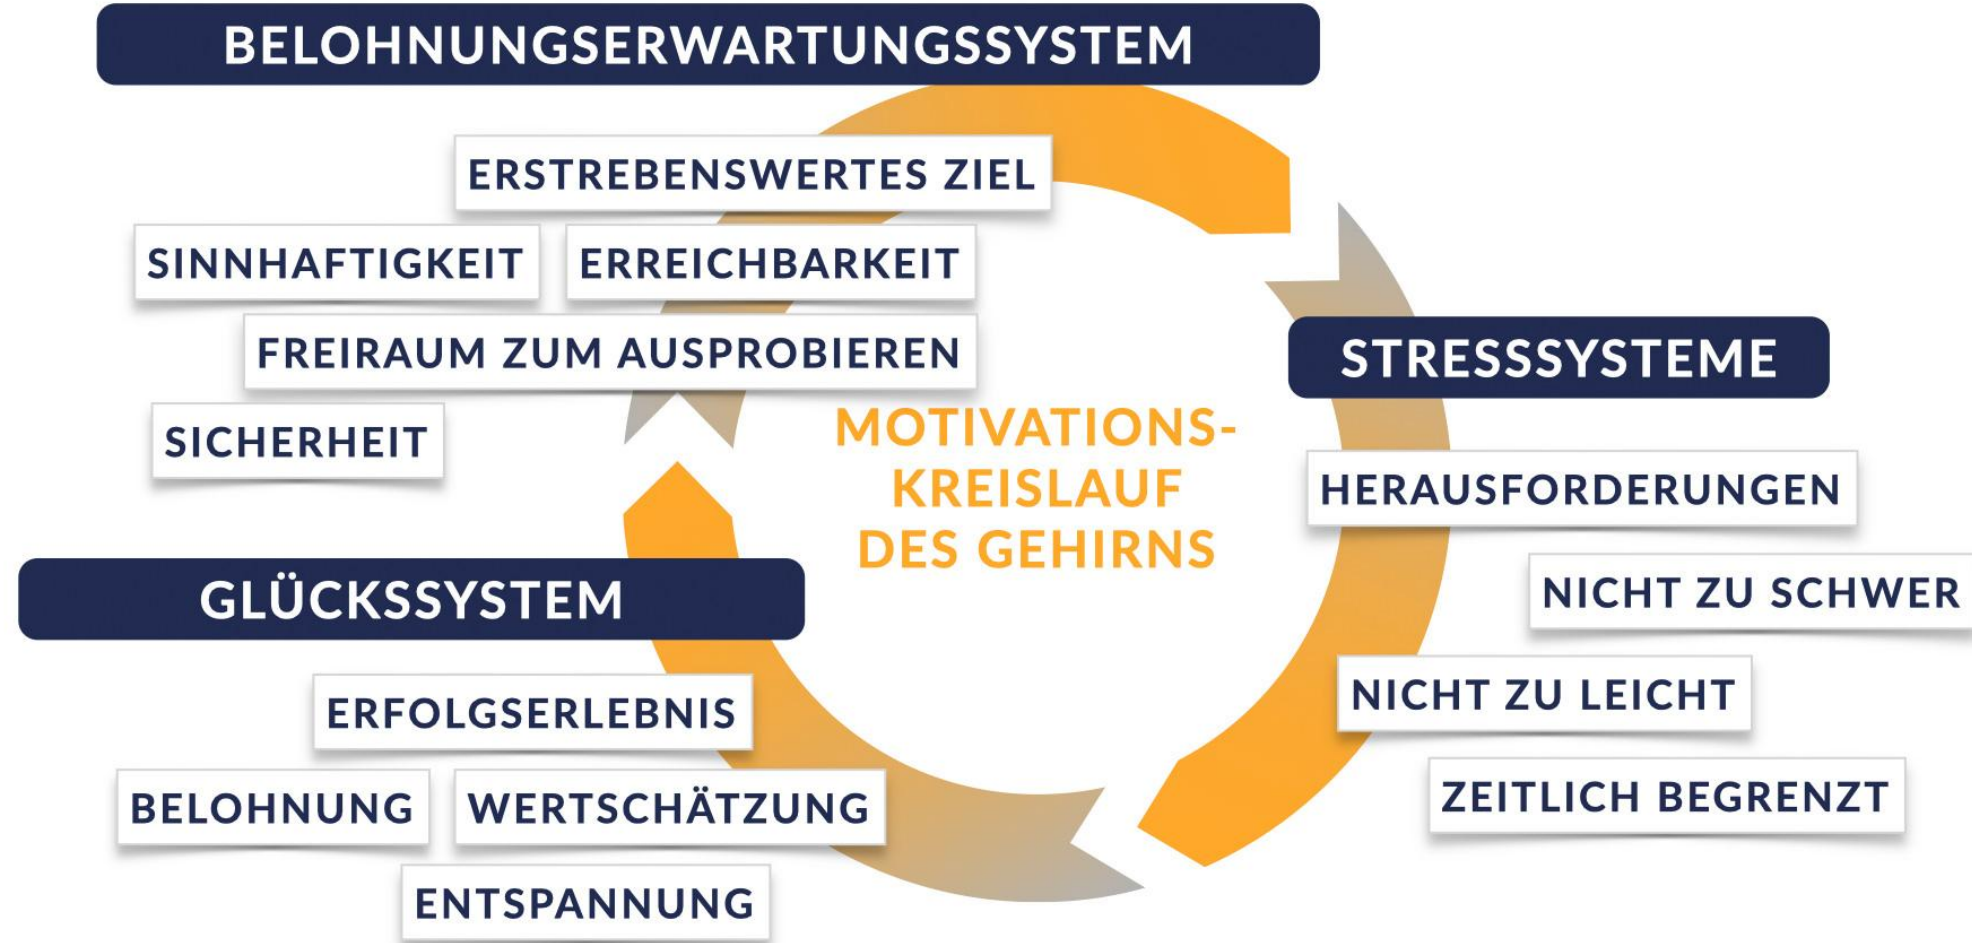 BELOHNUNGSERWARTUNGSSYSTEM
ERSTREBENSWERTES ZIEL
SINNHAFTIGKEIT
ERREICHBARKEIT
FREIRAUM ZUM AUSPROBIEREN
SICHERHEIT
MOTIVATIONS-
KREISLAUF
DES GEHIRNS
STRESSSYSTEME
HERAUSFORDERUNGEN
NICHT ZU SCHWER
NICHT ZU LEICHT
ZEITLICH BEGRENZT
GLÜCKSSYSTEM
ERFOLGSERLEBNIS
BELOHNUNG
WERTSCHÄTZUNG
ENTSPANNUNG